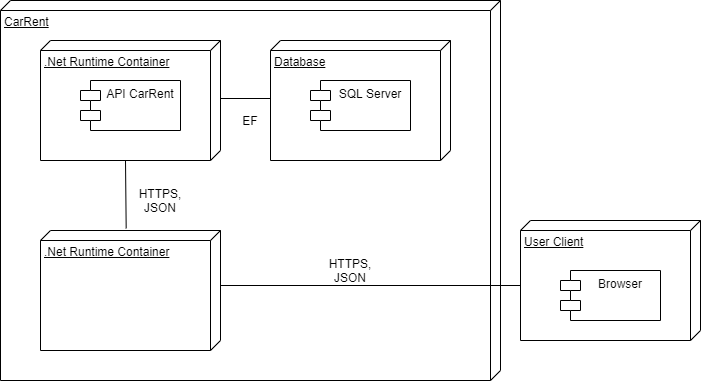 CarRent
.Net Runtime Container
API CarRent
Database
SQL Server
EF
HTTPS,
JSON
.Net Runtime Container
HTTPS,
JSON
User Client
Browser